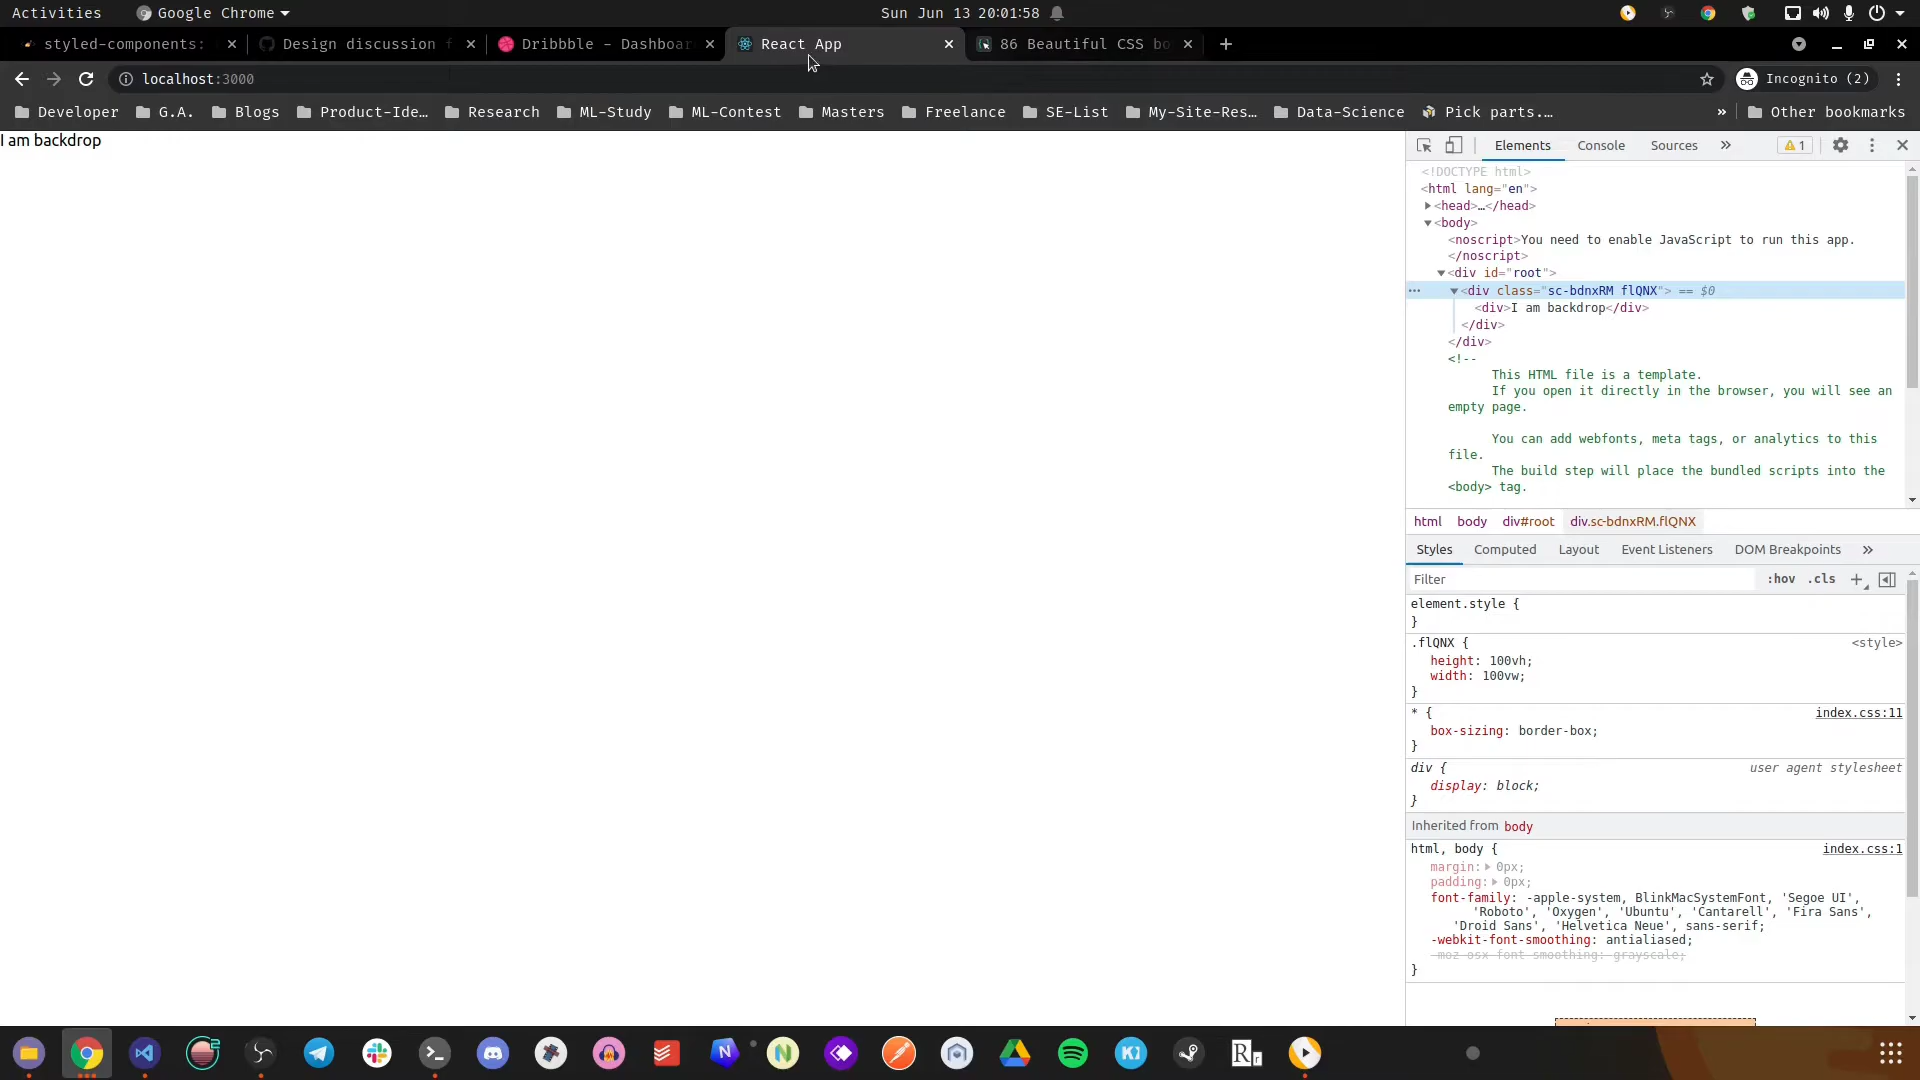 Activities
Google Chrome
Sun Jun 13 20:01:58
styled-components:
Design discussion f
Dribbble - Dashboar
React App
86 Beautiful CSS bo
localhost:3000
Incognito (2)
Developer
G.A.
Blogs
Product-Ide…
Research
ML-Study
ML-Contest
Masters
Freelance
SE-List
My-Site-Res…
Data-Science
Pick parts.…
»
Other bookmarks
I am backdrop
Elements
Console
Sources
»
1
<!DOCTYPE html>
<html lang="en">
<head>…</head>
<body>
<noscript>You need to enable JavaScript to run this app.
</noscript>
<div id="root">
<div class="sc-bdnxRM flQNX"> == $0
<div>I am backdrop</div>
</div>
</div>
<!--
This HTML file is a template.
If you open it directly in the browser, you will see an
empty page.
You can add webfonts, meta tags, or analytics to this
file.
The build step will place the bundled scripts into the
<body> tag.
html
body
div#root
div.sc-bdnxRM.flQNX
Styles
Computed
Layout
Event Listeners
DOM Breakpoints
»
Filter
:hov
.cls
element.style {
}
.flQNX {
<style>
height: 100vh;
width: 100vw;
}
* {
index.css:11
box-sizing: border-box;
}
div {
user agent stylesheet
display: block;
}
Inherited from body
html, body {
index.css:1
margin: 0px;
padding: 0px;
font-family: -apple-system, BlinkMacSystemFont, 'Segoe UI',
'Roboto', 'Oxygen', 'Ubuntu', 'Cantarell', 'Fira Sans',
'Droid Sans', 'Helvetica Neue', sans-serif;
-webkit-font-smoothing: antialiased;
-moz-osx-font-smoothing: grayscale;
}